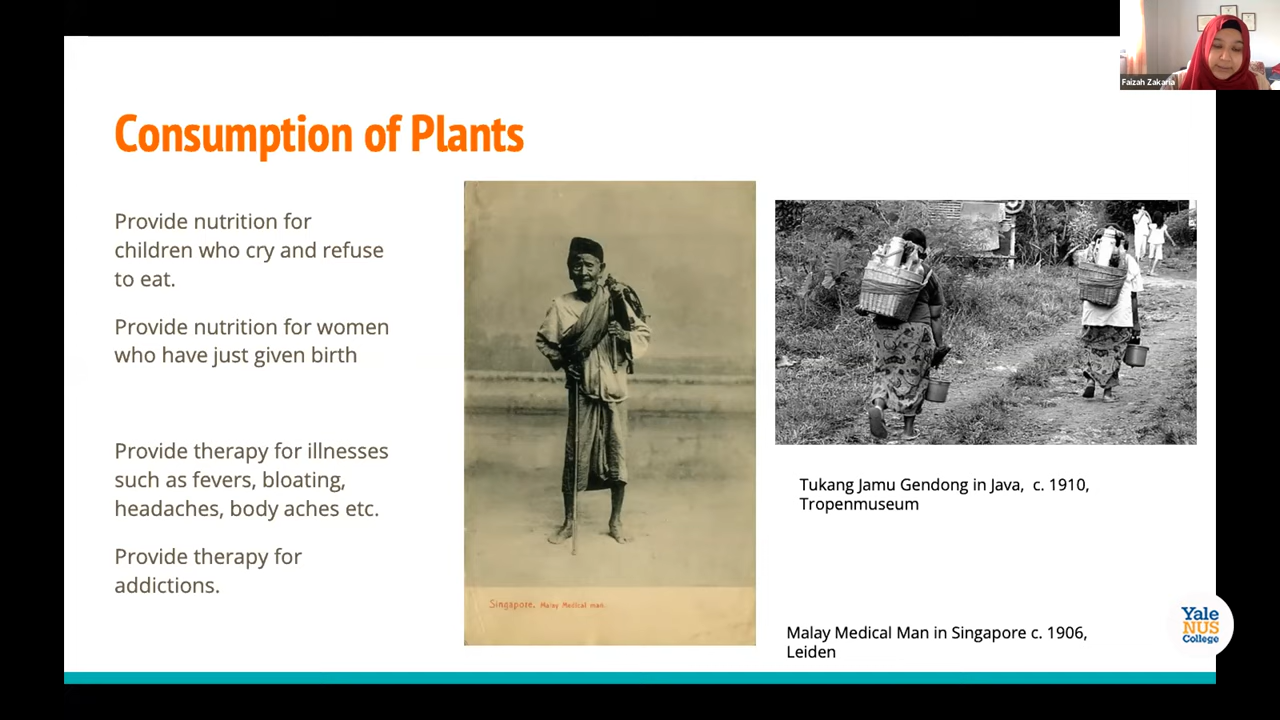 Faizah Zakaria
Consumption of Plants
Provide nutrition for
children who cry and refuse
to eat.
Provide nutrition for women
who have just given birth
Provide therapy for illnesses
such as fevers, bloating,
headaches, body aches etc.
Provide therapy for
addictions.
Singapore. Malay Medical man.
Tukang Jamu Gendong in Java, c. 1910,
Tropenmuseum
Malay Medical Man in Singapore c. 1906,
Leiden
Yale
NUS
College